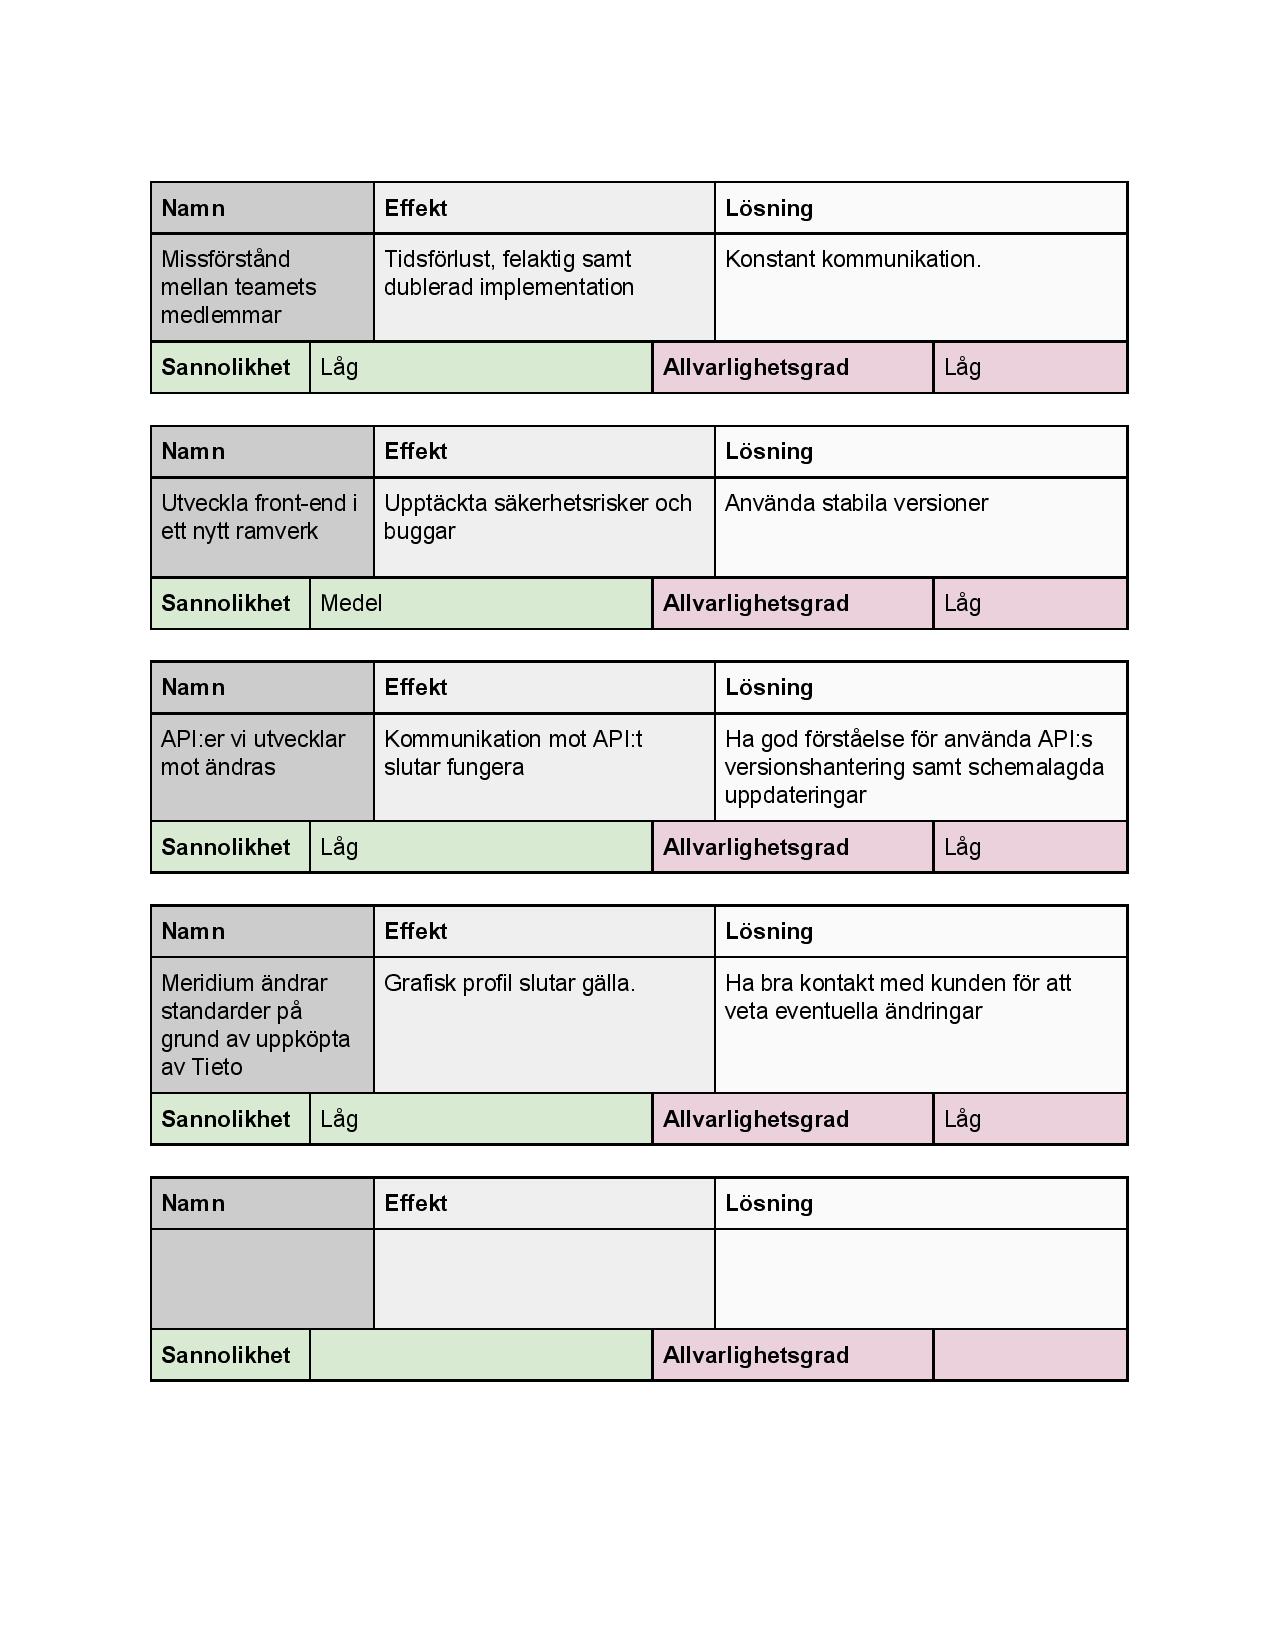 Namn Effekt Lösning
Missförstånd Tidsförlust, felaktig samt Konstant kommunikation.
mellan teamets dublerad implementation
medlemmar
Sannolikhet Låg Allvarlighetsgrad Låg
Namn Effekt Lösning
Utveckla front-end i Upptäckta säkerhetsrisker och Använda stabila versioner
ett nytt ramverk buggar
Sannolikhet Medel Allvarlighetsgrad Låg
Namn Effekt Lösning
API:er vi utvecklar Kommunikation mot API:t Ha god förståelse för använda API:s
mot ändras slutar fungera versionshantering samt schemalagda
uppdateringar
Sannolikhet Låg Allvarlighetsgrad Låg
Namn Effekt Lösning
Meridium ändrar Grafisk profil slutar gälla. Ha bra kontakt med kunden för att
standarder på veta eventuella ändringar
grund av uppköpta
av Tieto
Sannolikhet Låg Allvarlighetsgrad Låg
Namn Effekt Lösning
Sannolikhet Allvarlighetsgrad